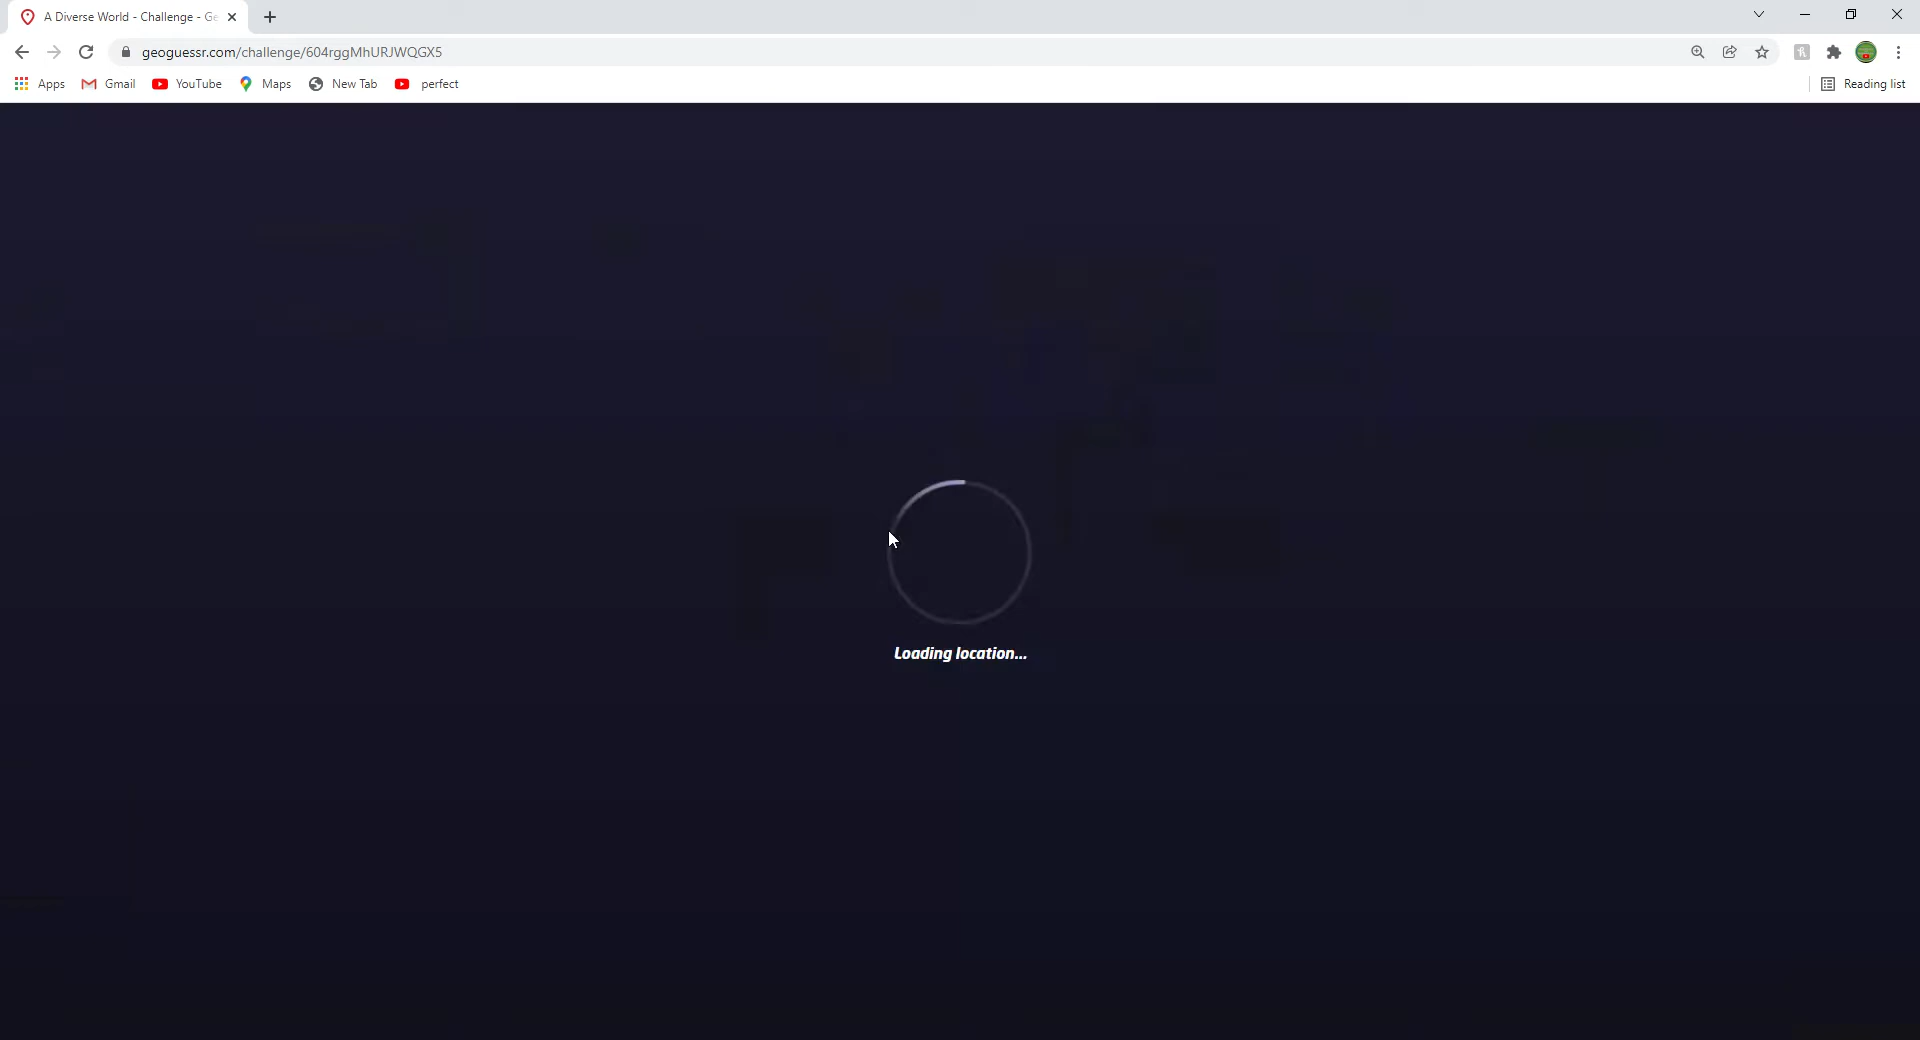 A Diverse World - Challenge - Ge
geoguessr.com/challenge/604rggMhURJWQGX5
Apps Gmail YouTube Maps New Tab perfect Reading list
Loading location...